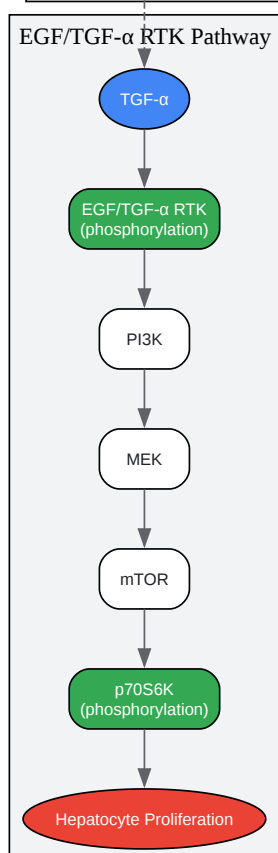 EGF/TGF-α RTK Pathway
TGF-α
EGF/TGF-α RTK
(phosphorylation)
PI3K
MEK
mTOR
p70S6K
(phosphorylation)
Hepatocyte Proliferation